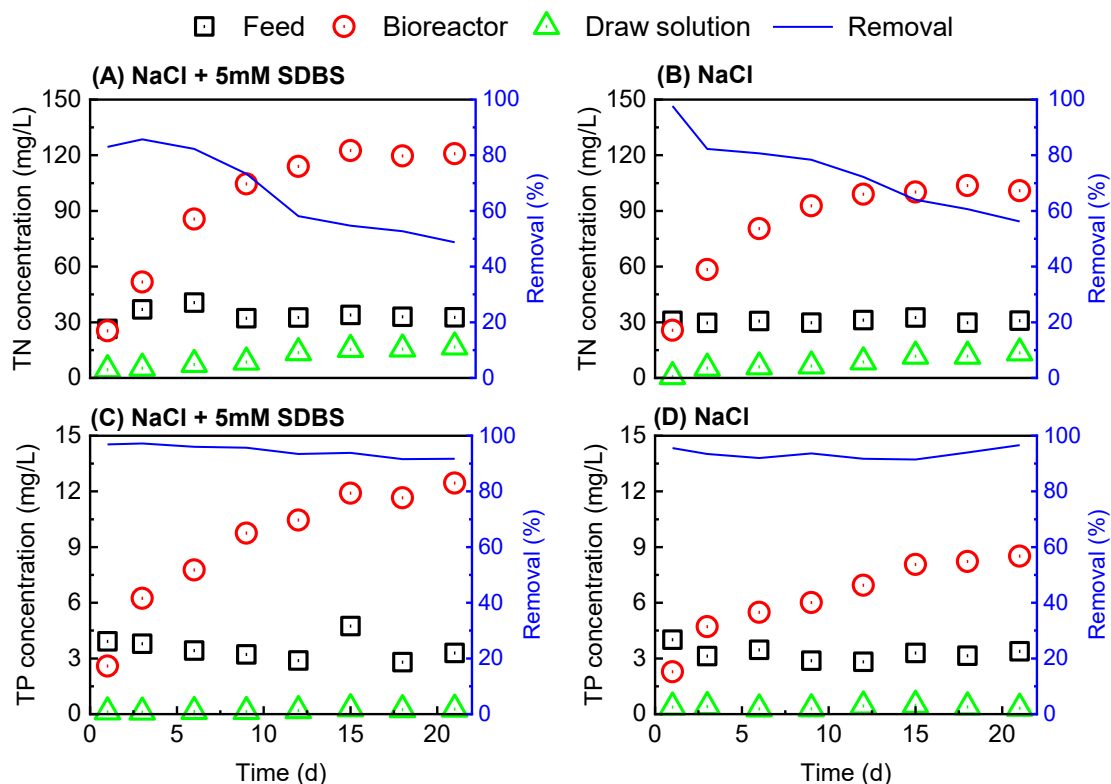 Feed Bioreactor Draw solution Removal
(A) NaCl + 5mM SDBS
(B) NaCl
150
120
90
60
30
0
TN concentration (mg/L)
100
80
60
40
20
0
Removal (%)
150
120
90
60
30
0
TN concentration (mg/L)
100
80
60
40
20
0
Removal (%)
(C) NaCl + 5mM SDBS
(D) NaCl
15
12
9
6
3
0
TP concentration (mg/L)
100
80
60
40
20
0
Removal (%)
15
12
9
6
3
0
TP concentration (mg/L)
100
80
60
40
20
0
Removal (%)
0 5 10 15 20
0 5 10 15 20
Time (d)
Time (d)